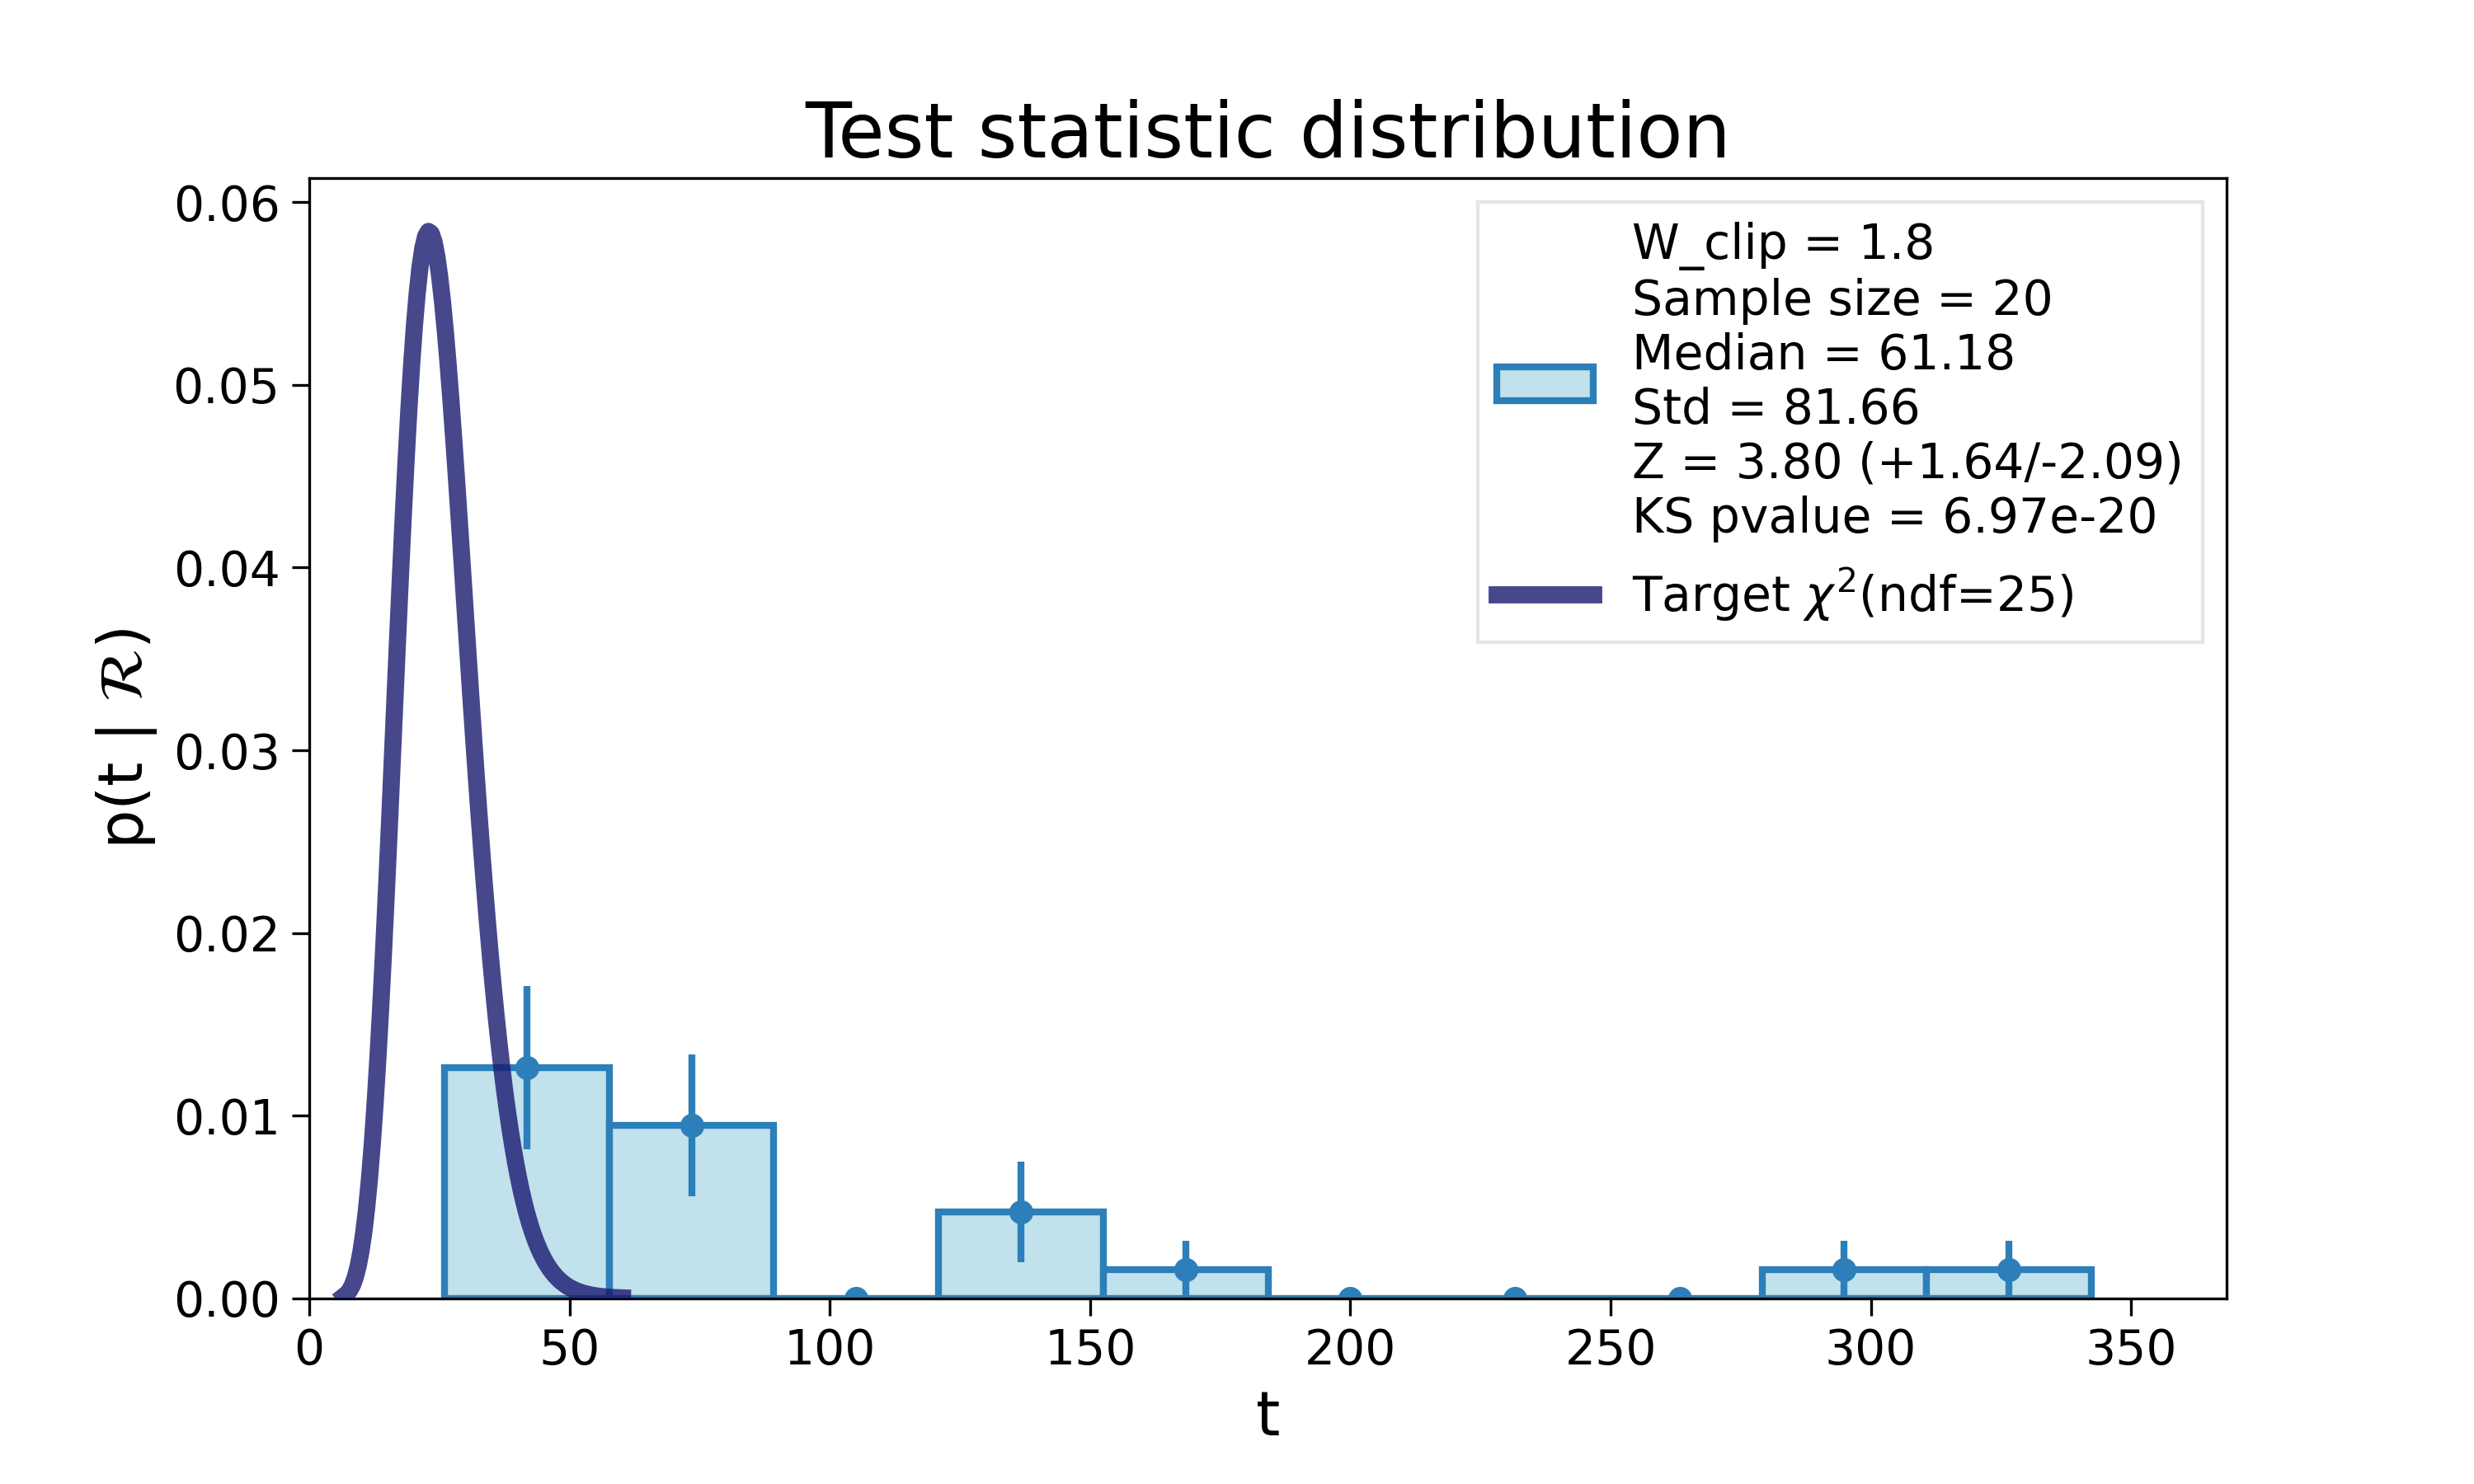 Test statistic distribution
p(t | ℛ)
0.06
0.05
0.04
0.03
0.02
0.01
0.00
W_clip = 1.8
Sample size = 20
Median = 61.18
Std = 81.66
Z = 3.80 (+1.64/-2.09)
KS pvalue = 6.97e-20
Target χ²(ndf=25)
0 50 100 150 200 250 300 350
t